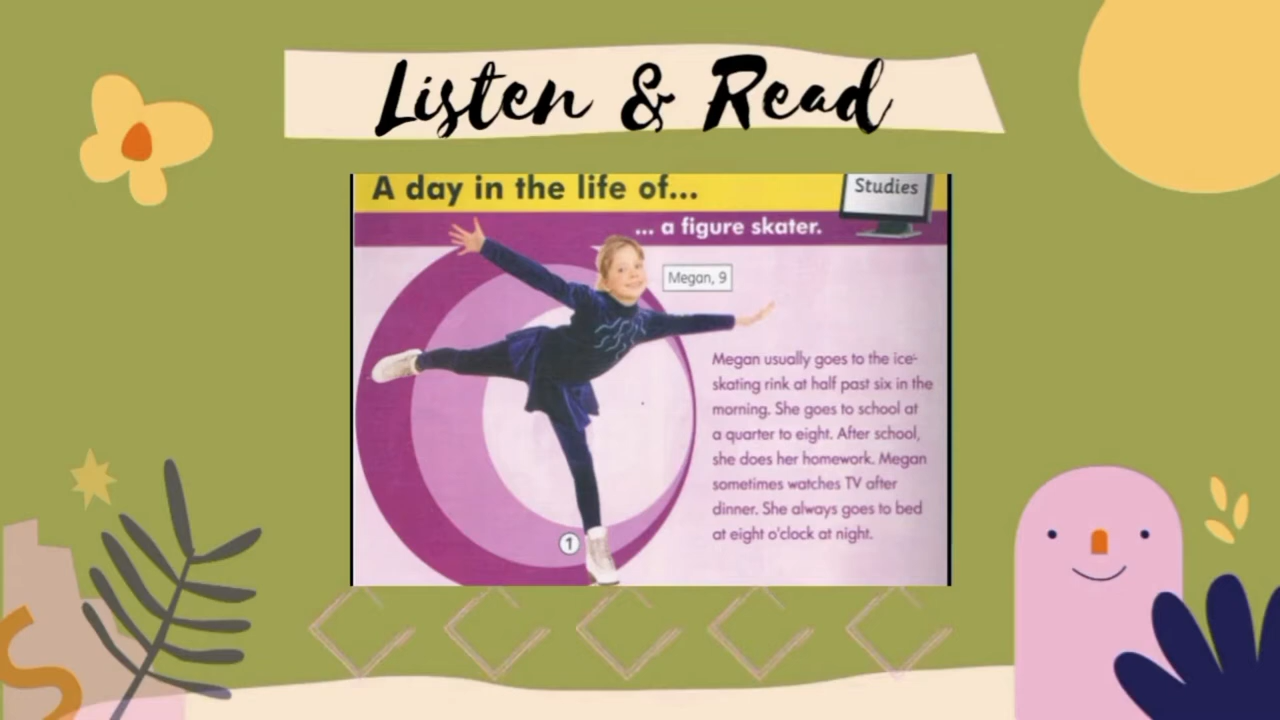 Listen & Read
A day in the life of...
Studies
... a figure skater.
Megan, 9
Megan usually goes to the ice-
skating rink at half past six in the
morning. She goes to school at
a quarter to eight. After school,
she does her homework. Megan
sometimes watches TV after
dinner. She always goes to bed
at eight o'clock at night.
1